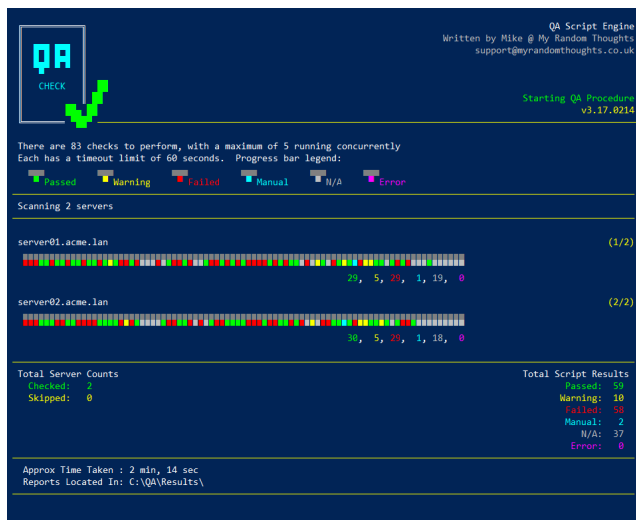 QA Script Engine
Written by Mike @ My Random Thoughts
support@myrandomthoughts.co.uk
QA
CHECK
Starting QA Procedure
v3.17.0214
There are 83 checks to perform, with a maximum of 5 running concurrently
Each has a timeout limit of 60 seconds.  Progress bar legend:
Passed Warning Failed Manual N/A Error
Scanning 2 servers
server01.acme.lan (1/2)
29, 5, 29, 1, 19, 0
server02.acme.lan (2/2)
30, 5, 29, 1, 18, 0
Total Server Counts Total Script Results
Checked: 2 Passed: 59
Skipped: 0 Warning: 10
Failed: 58
Manual: 2
N/A: 37
Error: 0
Approx Time Taken : 2 min, 14 sec
Reports Located In: C:\QA\Results\